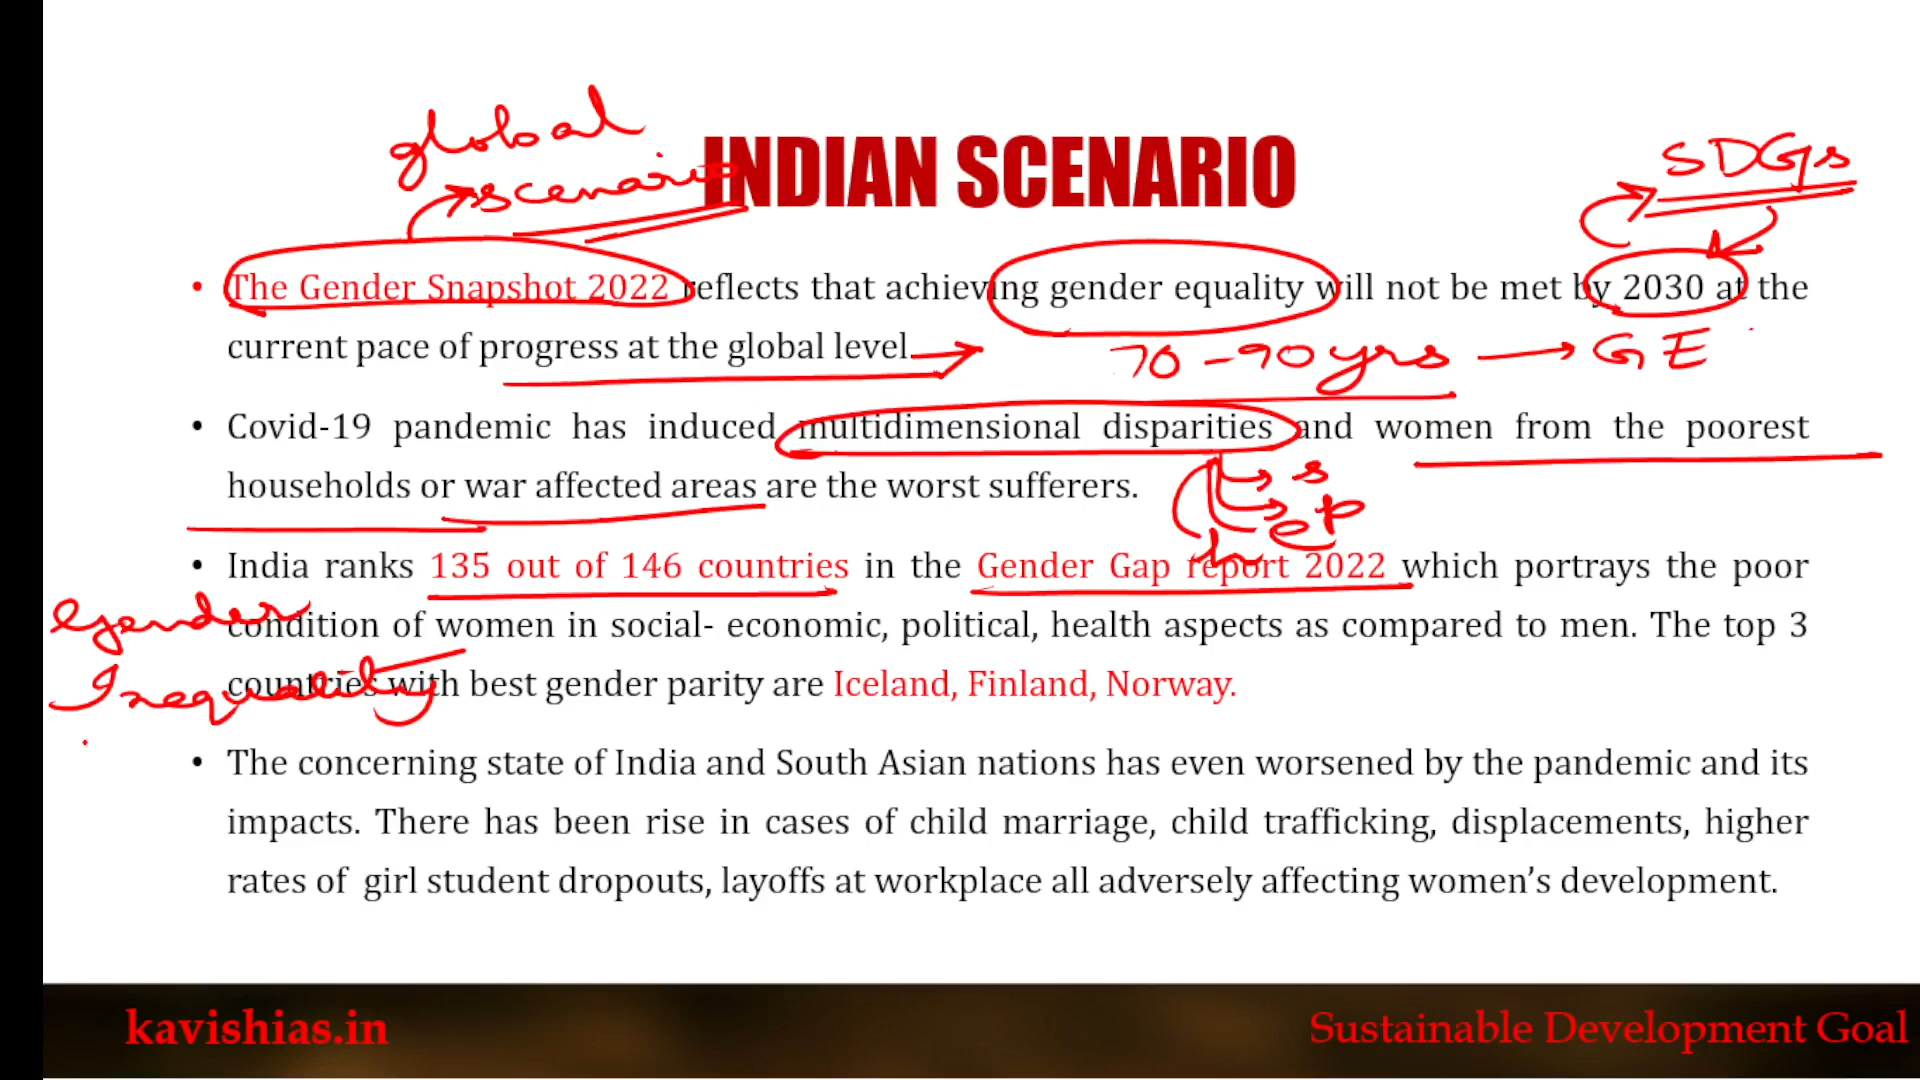 global
scenario
INDIAN SCENARIO
SDGs
• The Gender Snapshot 2022 reflects that achieving gender equality will not be met by 2030 at the
current pace of progress at the global level.
70-90yrs → GE
• Covid-19 pandemic has induced multidimensional disparities and women from the poorest
households or war affected areas are the worst sufferers.
s
p
e
h
• India ranks 135 out of 146 countries in the Gender Gap report 2022 which portrays the poor
Gender
condition of women in social- economic, political, health aspects as compared to men. The top 3
Inequality
countries with best gender parity are Iceland, Finland, Norway.
• The concerning state of India and South Asian nations has even worsened by the pandemic and its
impacts. There has been rise in cases of child marriage, child trafficking, displacements, higher
rates of girl student dropouts, layoffs at workplace all adversely affecting women’s development.
kavishias.in
Sustainable Development Goal